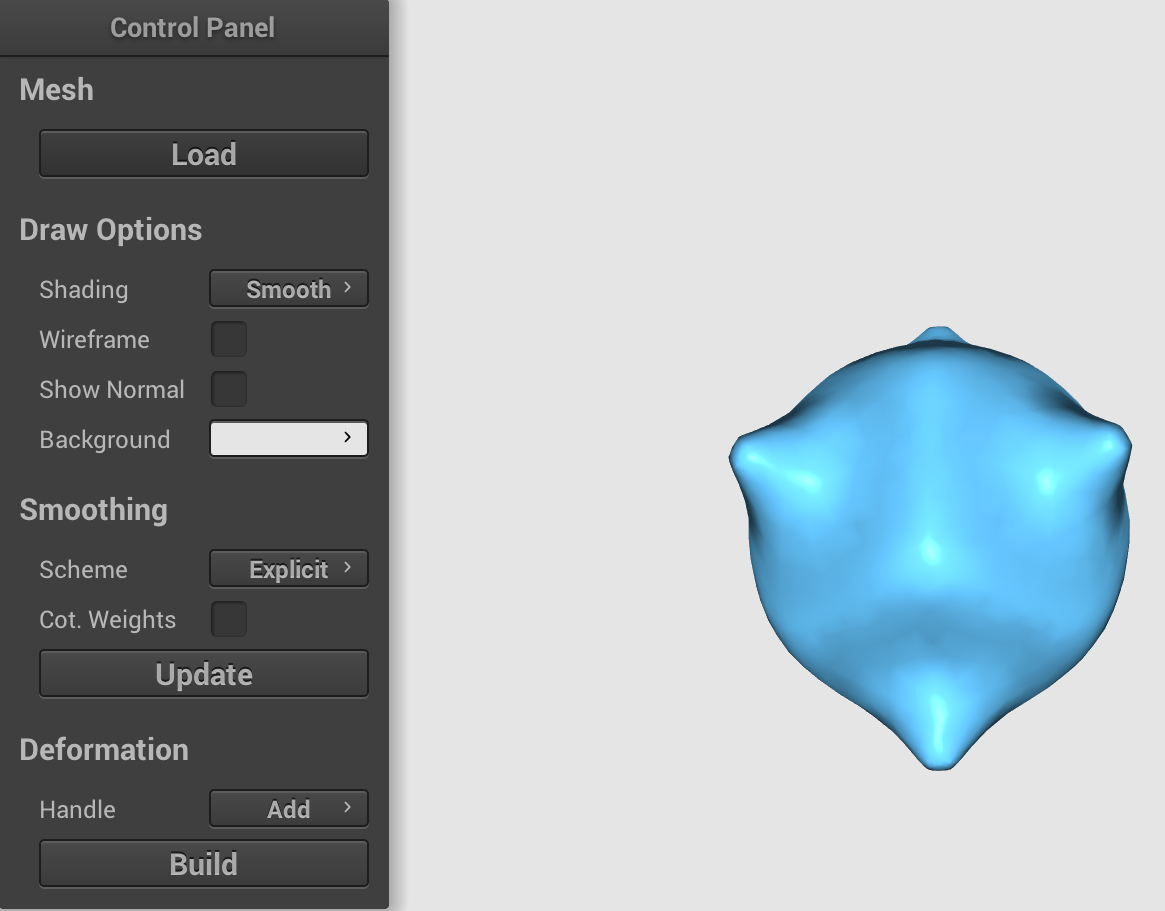 Control Panel
Mesh
Load
Draw Options
Shading Smooth
Wireframe
Show Normal
Background
Smoothing
Scheme Explicit
Cot. Weights
Update
Deformation
Handle Add
Build